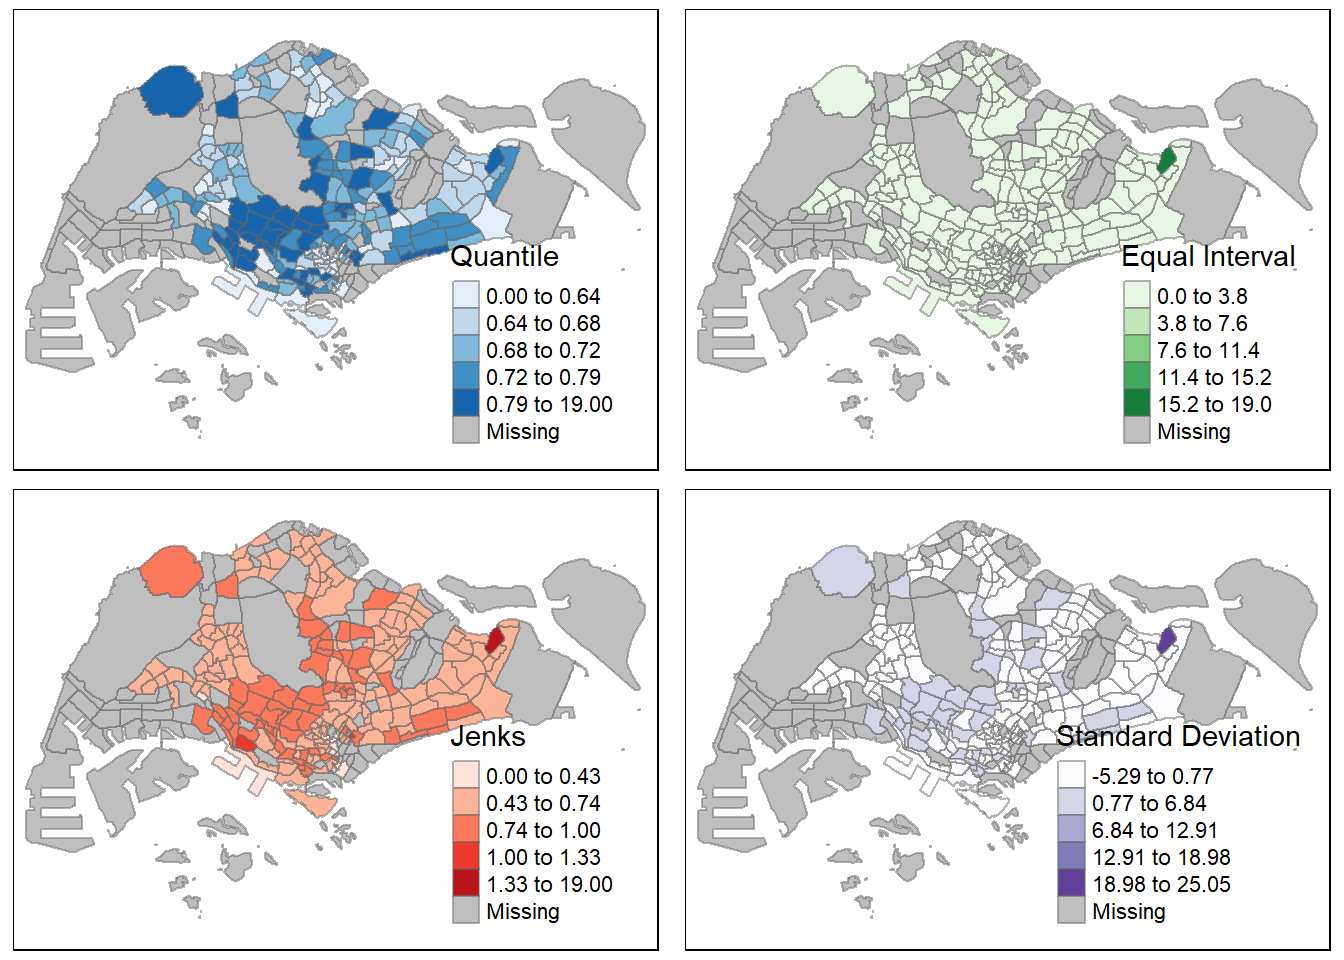 Quantile
0.00 to 0.64
0.64 to 0.68
0.68 to 0.72
0.72 to 0.79
0.79 to 19.00
Missing
Equal Interval
0.0 to 3.8
3.8 to 7.6
7.6 to 11.4
11.4 to 15.2
15.2 to 19.0
Missing
Jenks
0.00 to 0.43
0.43 to 0.74
0.74 to 1.00
1.00 to 1.33
1.33 to 19.00
Missing
Standard Deviation
-5.29 to 0.77
0.77 to 6.84
6.84 to 12.91
12.91 to 18.98
18.98 to 25.05
Missing